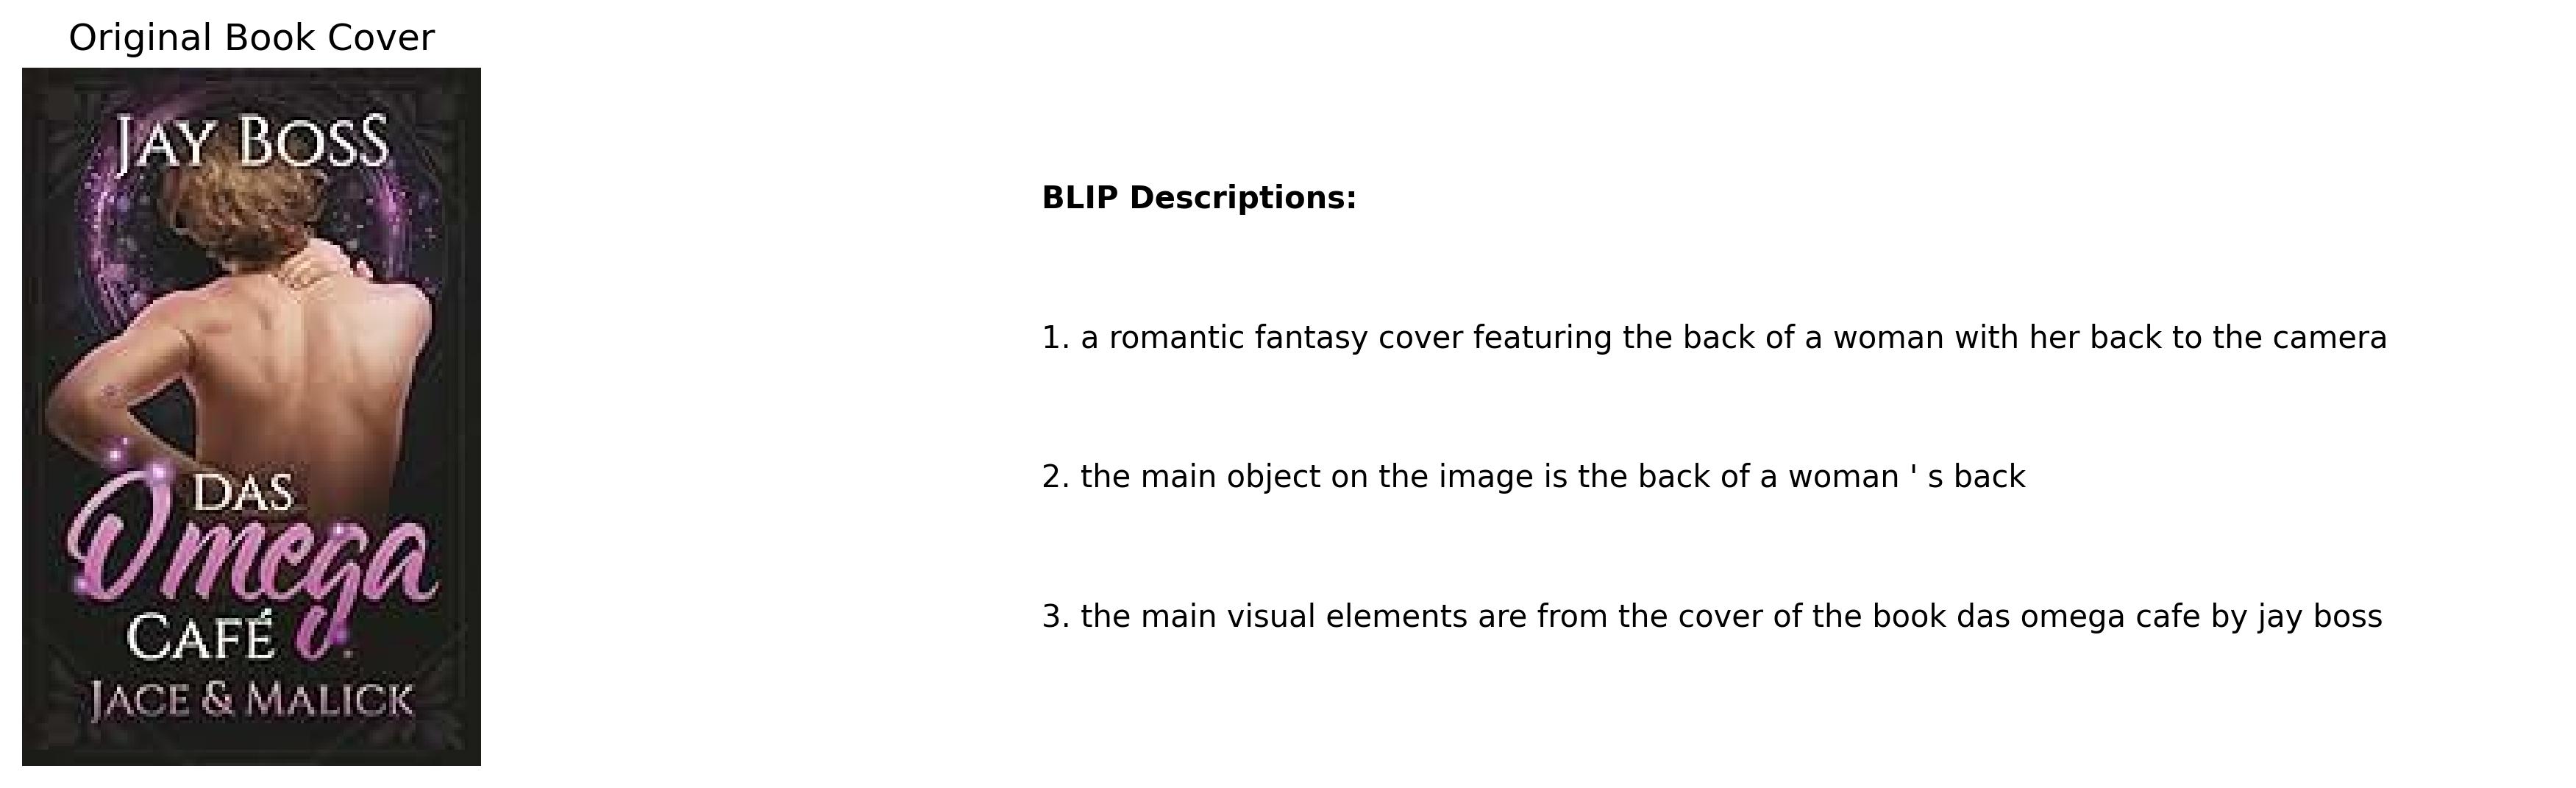 Original Book Cover
JAY BOSS
DAS
Omega
CAFÉ
JACE & MALICK
BLIP Descriptions:
1. a romantic fantasy cover featuring the back of a woman with her back to the camera
2. the main object on the image is the back of a woman ' s back
3. the main visual elements are from the cover of the book das omega cafe by jay boss